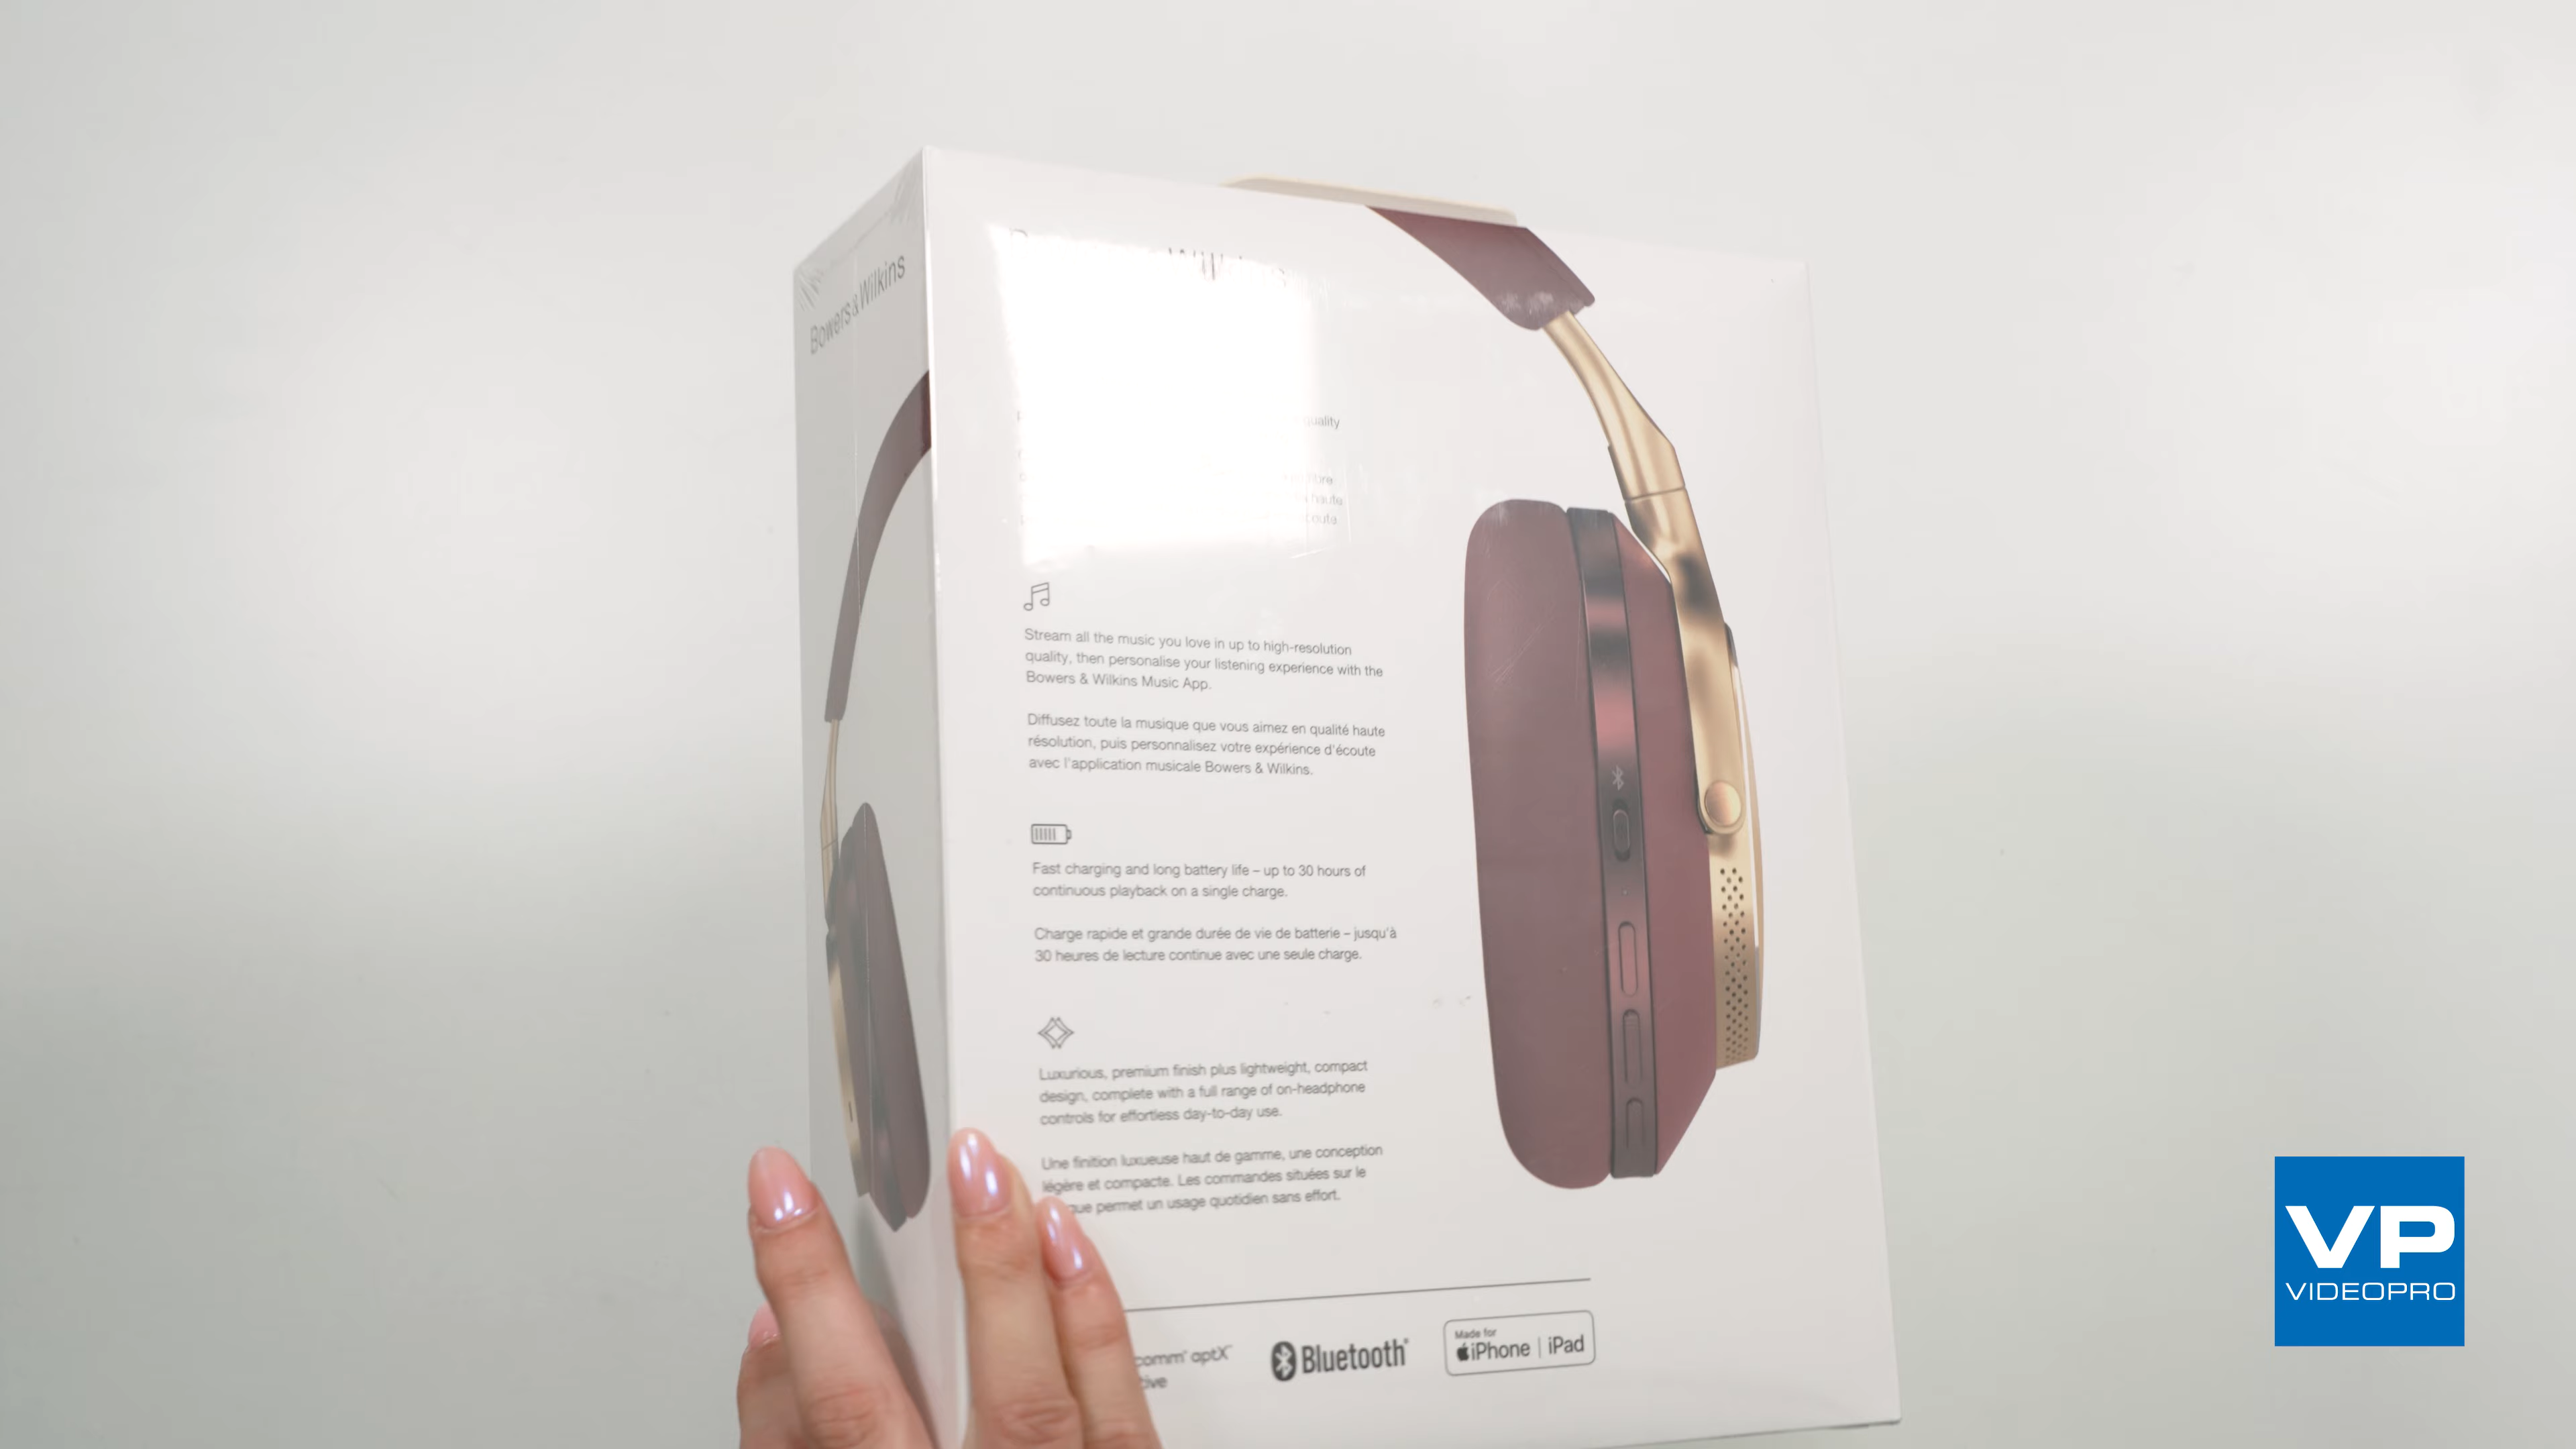 Bowers & Wilkins
quality
haute
Stream all the music you love in up to high-resolution
quality, then personalise your listening experience with the
Bowers & Wilkins Music App.
Diffusez toute la musique que vous aimez en qualité haute
résolution, puis personnalisez votre expérience d'écoute
avec l'application musicale Bowers & Wilkins.
Fast charging and long battery life – up to 30 hours of
continuous playback on a single charge.
Charge rapide et grande durée de vie de batterie – jusqu'à
30 heures de lecture continue avec une seule charge.
Luxurious, premium finish plus lightweight, compact
design, complete with a full range of on-headphone
controls for effortless day-to-day use.
Une finition luxueuse haut de gamme, une conception
légère et compacte. Les commandes situées sur le
permet un usage quotidien sans effort.
aptX™
Bluetooth®
Made for
iPhone | iPad
VP
VIDEOPRO